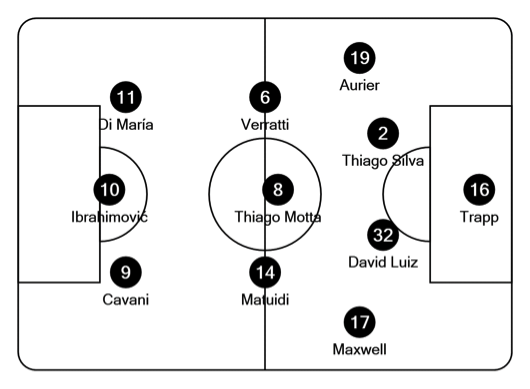 19
Aurier
11
Di María
6
Verratti
2
Thiago Silva
10
Ibrahimović
8
Thiago Motta
16
Trapp
32
David Luiz
9
Cavani
14
Matuidi
17
Maxwell